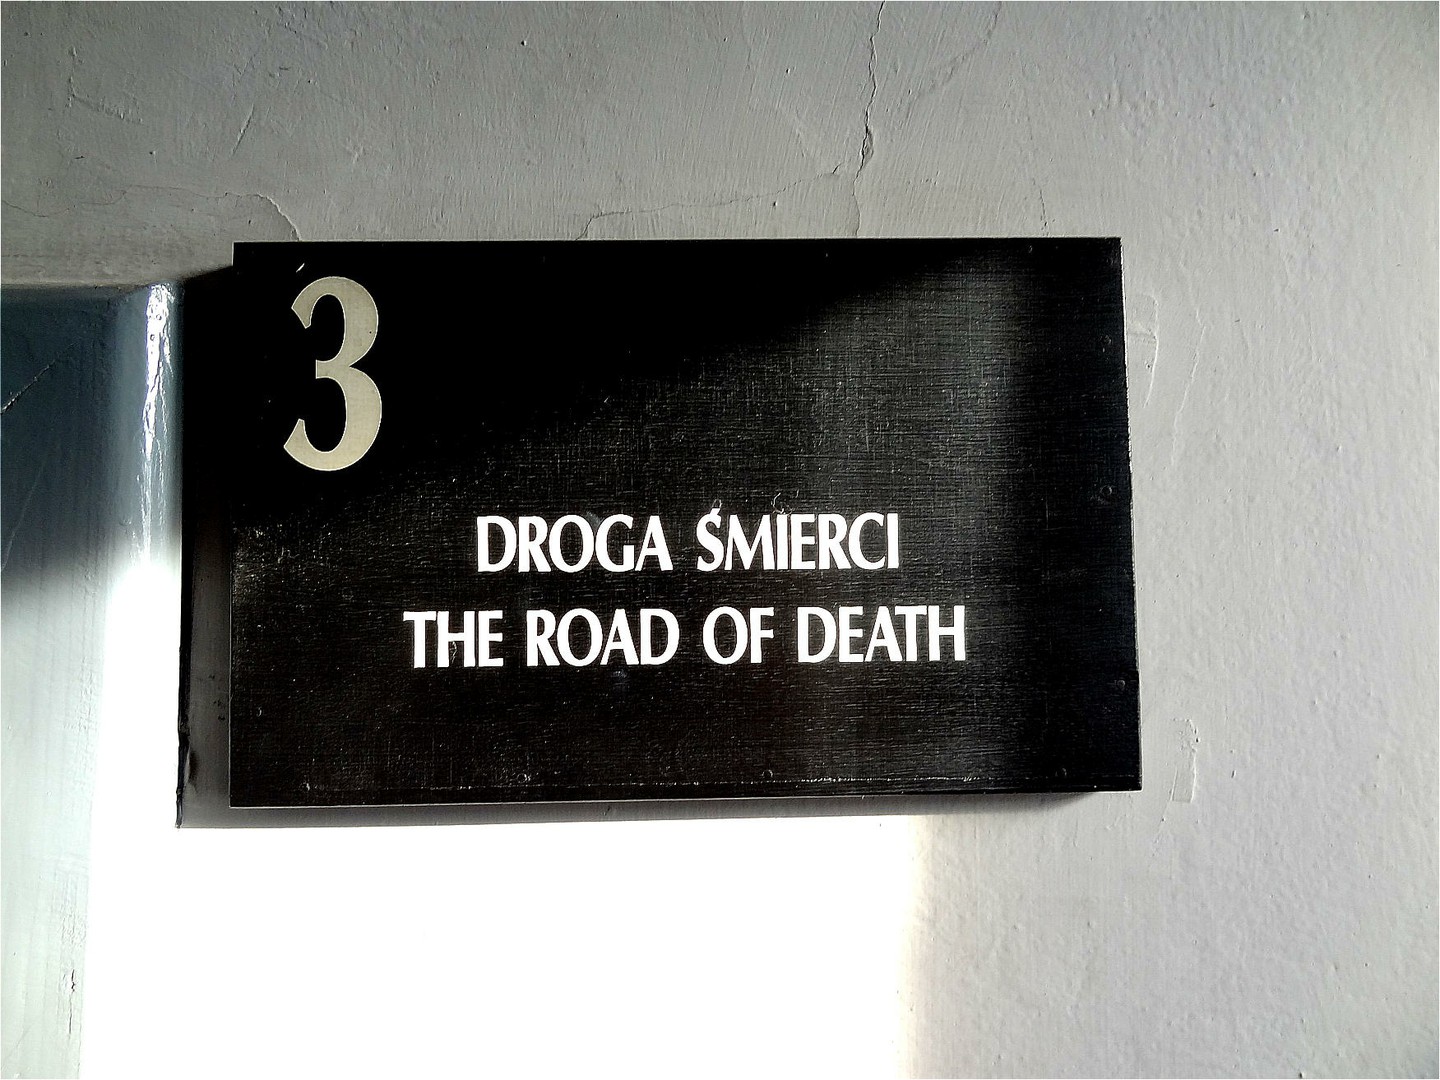 3
DROGA ŚMIERCI
THE ROAD OF DEATH